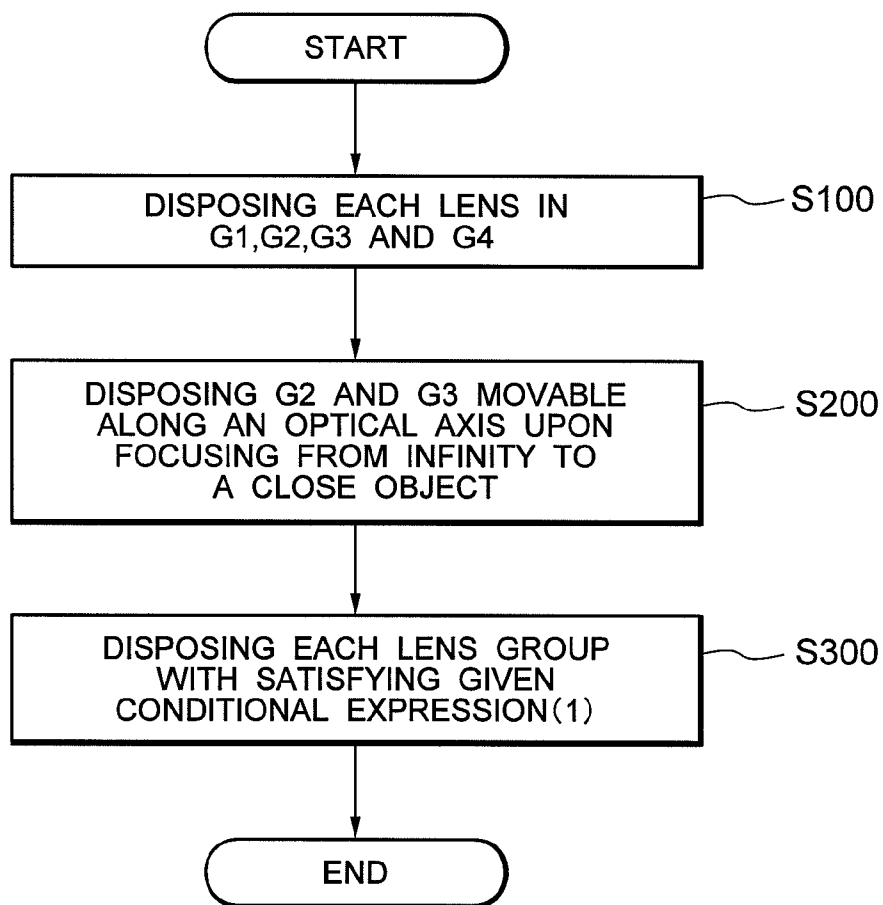 START
DISPOSING EACH LENS IN
G1,G2,G3 AND G4
S100
DISPOSING G2 AND G3 MOVABLE
ALONG AN OPTICAL AXIS UPON
FOCUSING FROM INFINITY TO
A CLOSE OBJECT
S200
DISPOSING EACH LENS GROUP
WITH SATISFYING GIVEN
CONDITIONAL EXPRESSION(1)
S300
END